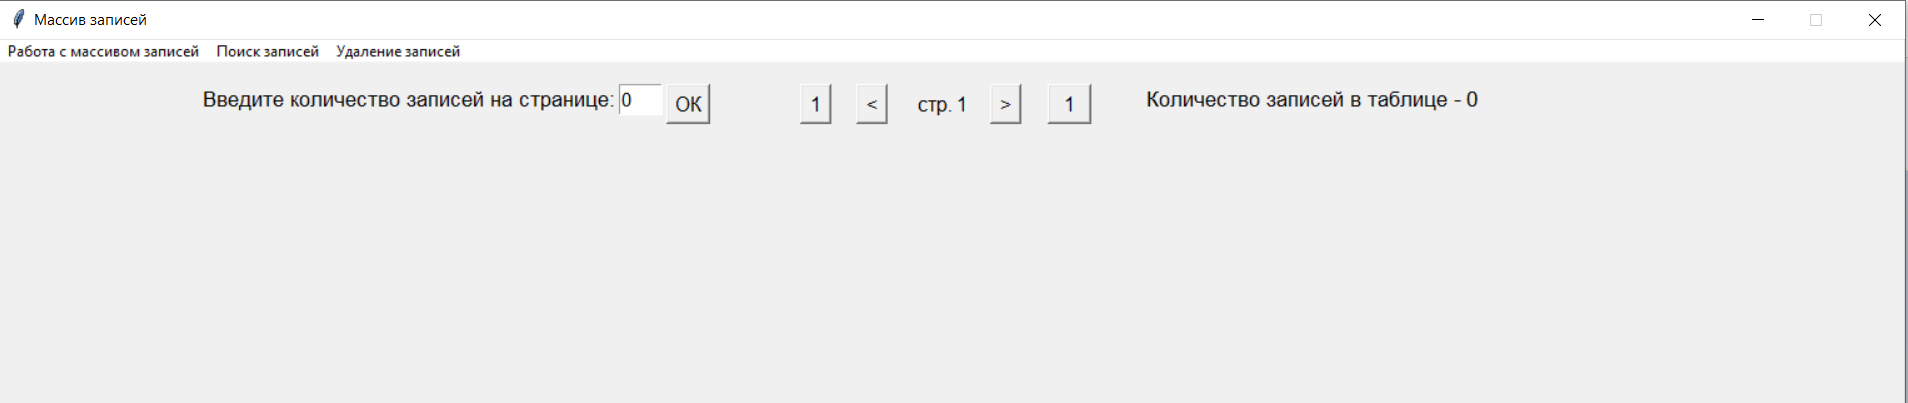 Массив записей
Работа с массивом записей Поиск записей Удаление записей
Введите количество записей на странице: 0 ОК 1 < стр. 1 > 1 Количество записей в таблице - 0